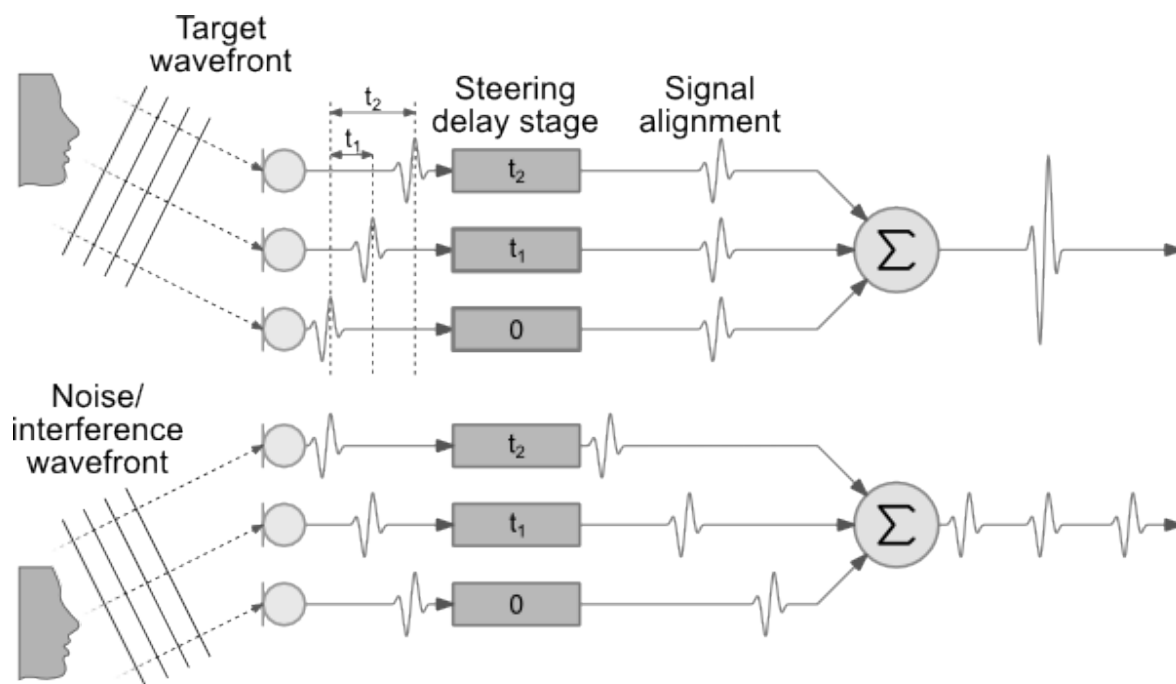 Target
wavefront
t₂
t₁
Steering
delay stage
Signal
alignment
t₂
t₁
0
Σ
Noise/
interference
wavefront
t₂
t₁
0
Σ